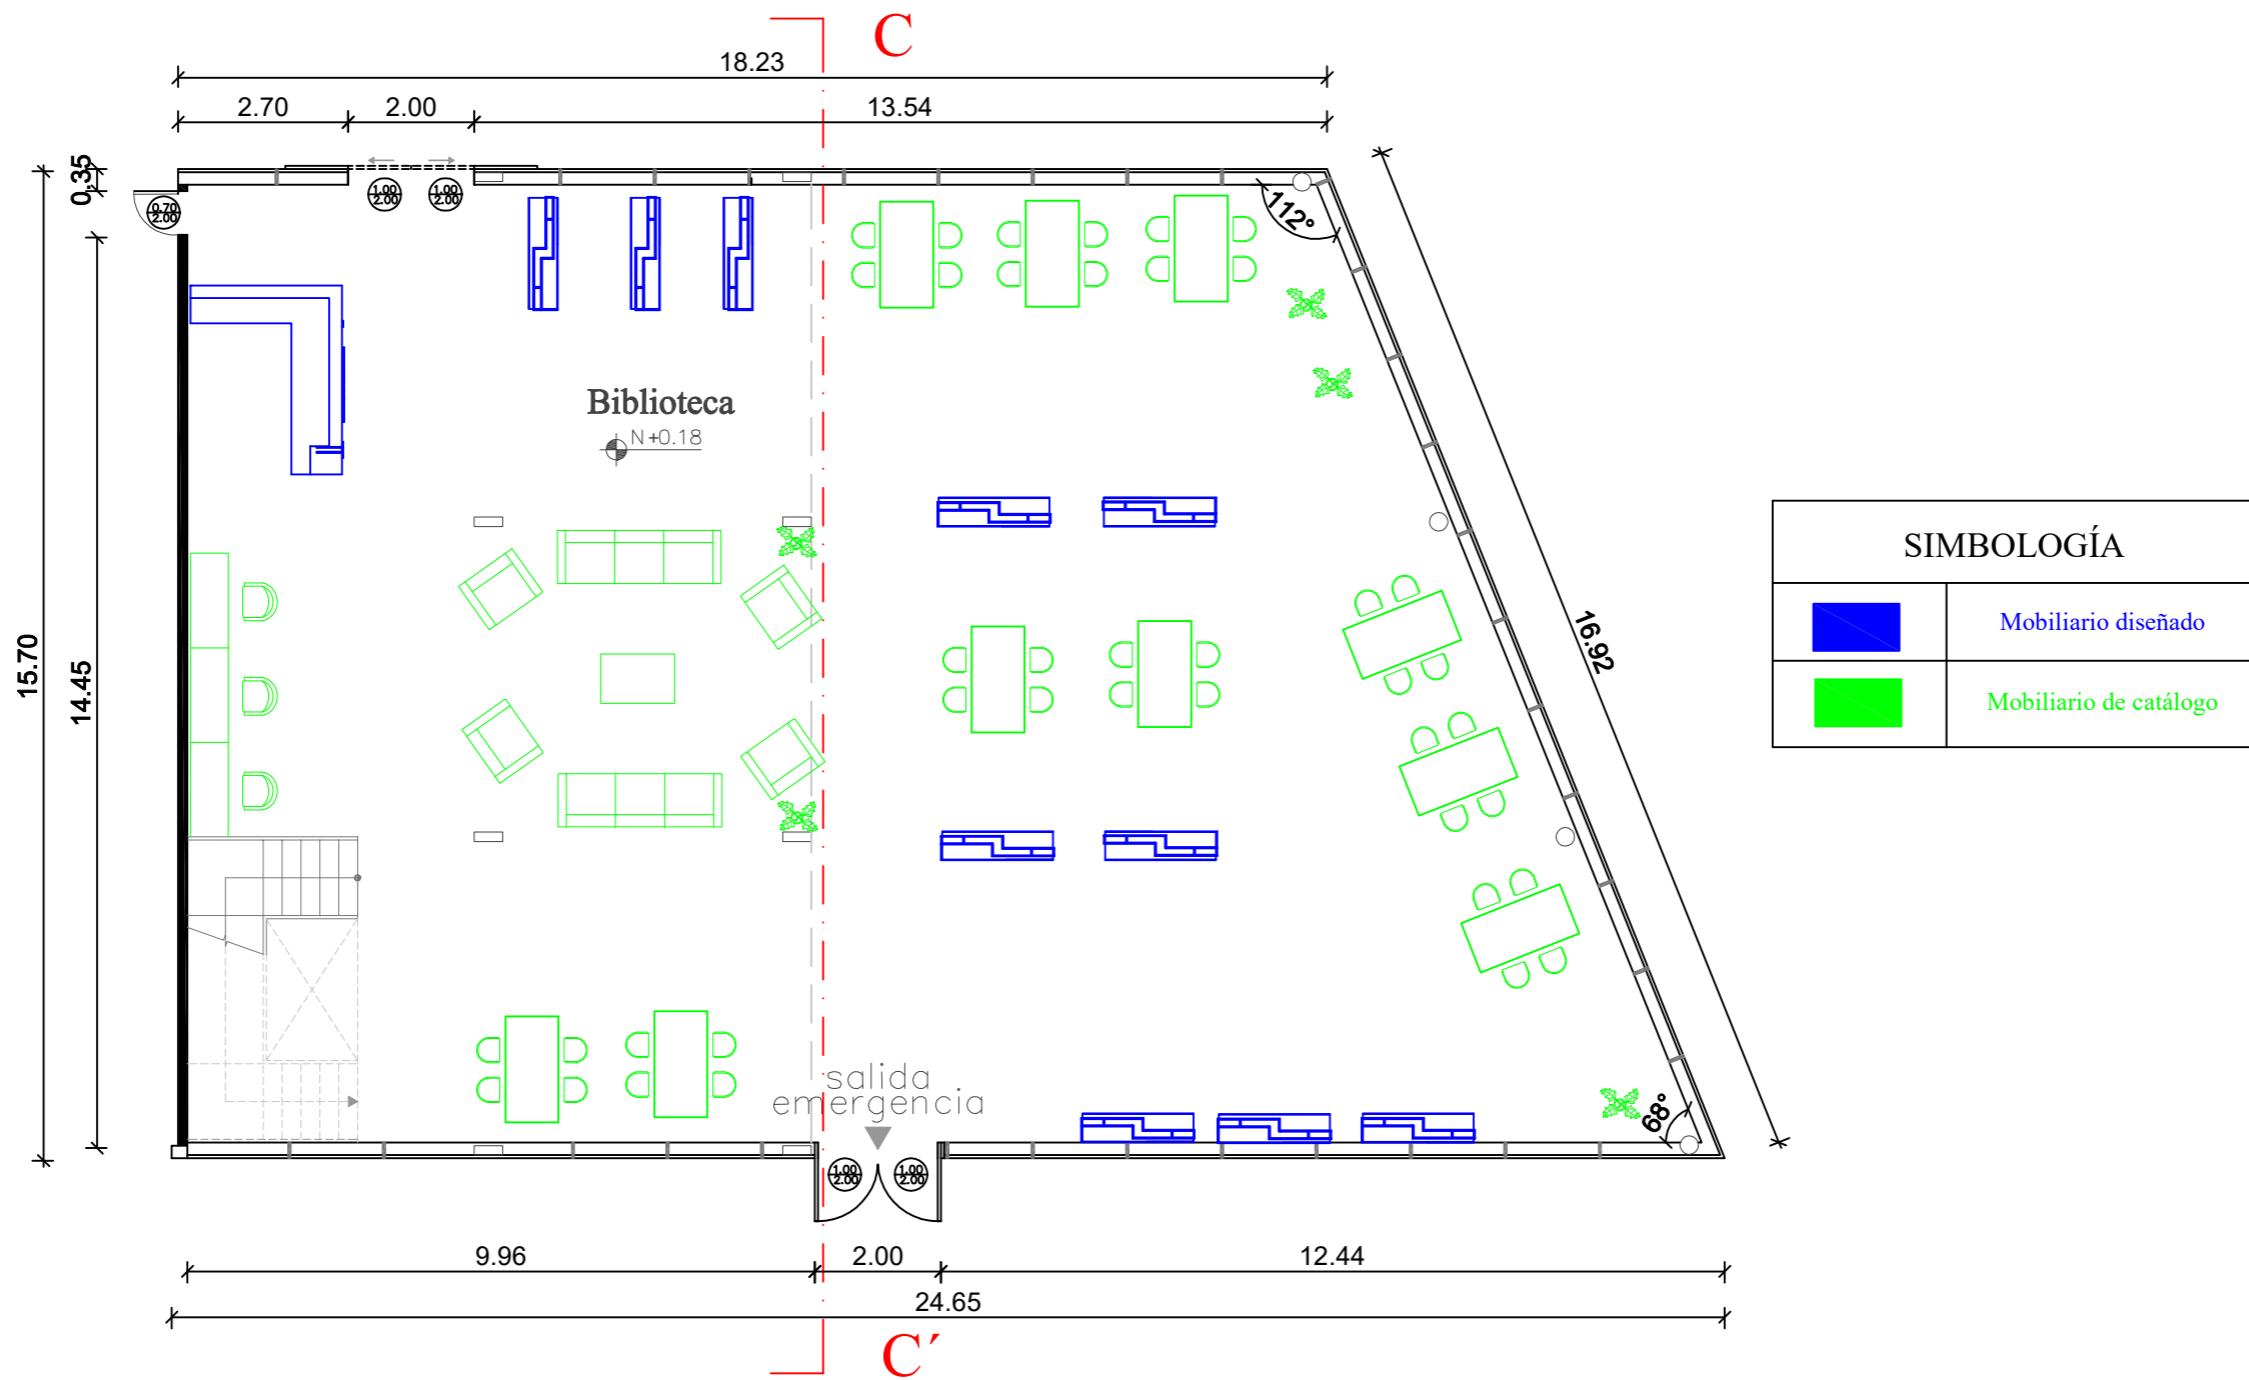 C
18.23
2.70
2.00
13.54
0.35
0.70
2.00
1.00
2.00
1.00
2.00
112°
Biblioteca
N+0.18
15.70
14.45
16.92
SIMBOLOGÍA
Mobiliario diseñado
Mobiliario de catálogo
salida
emergencia
68°
1.00
2.00
1.00
2.00
9.96
2.00
12.44
24.65
C´